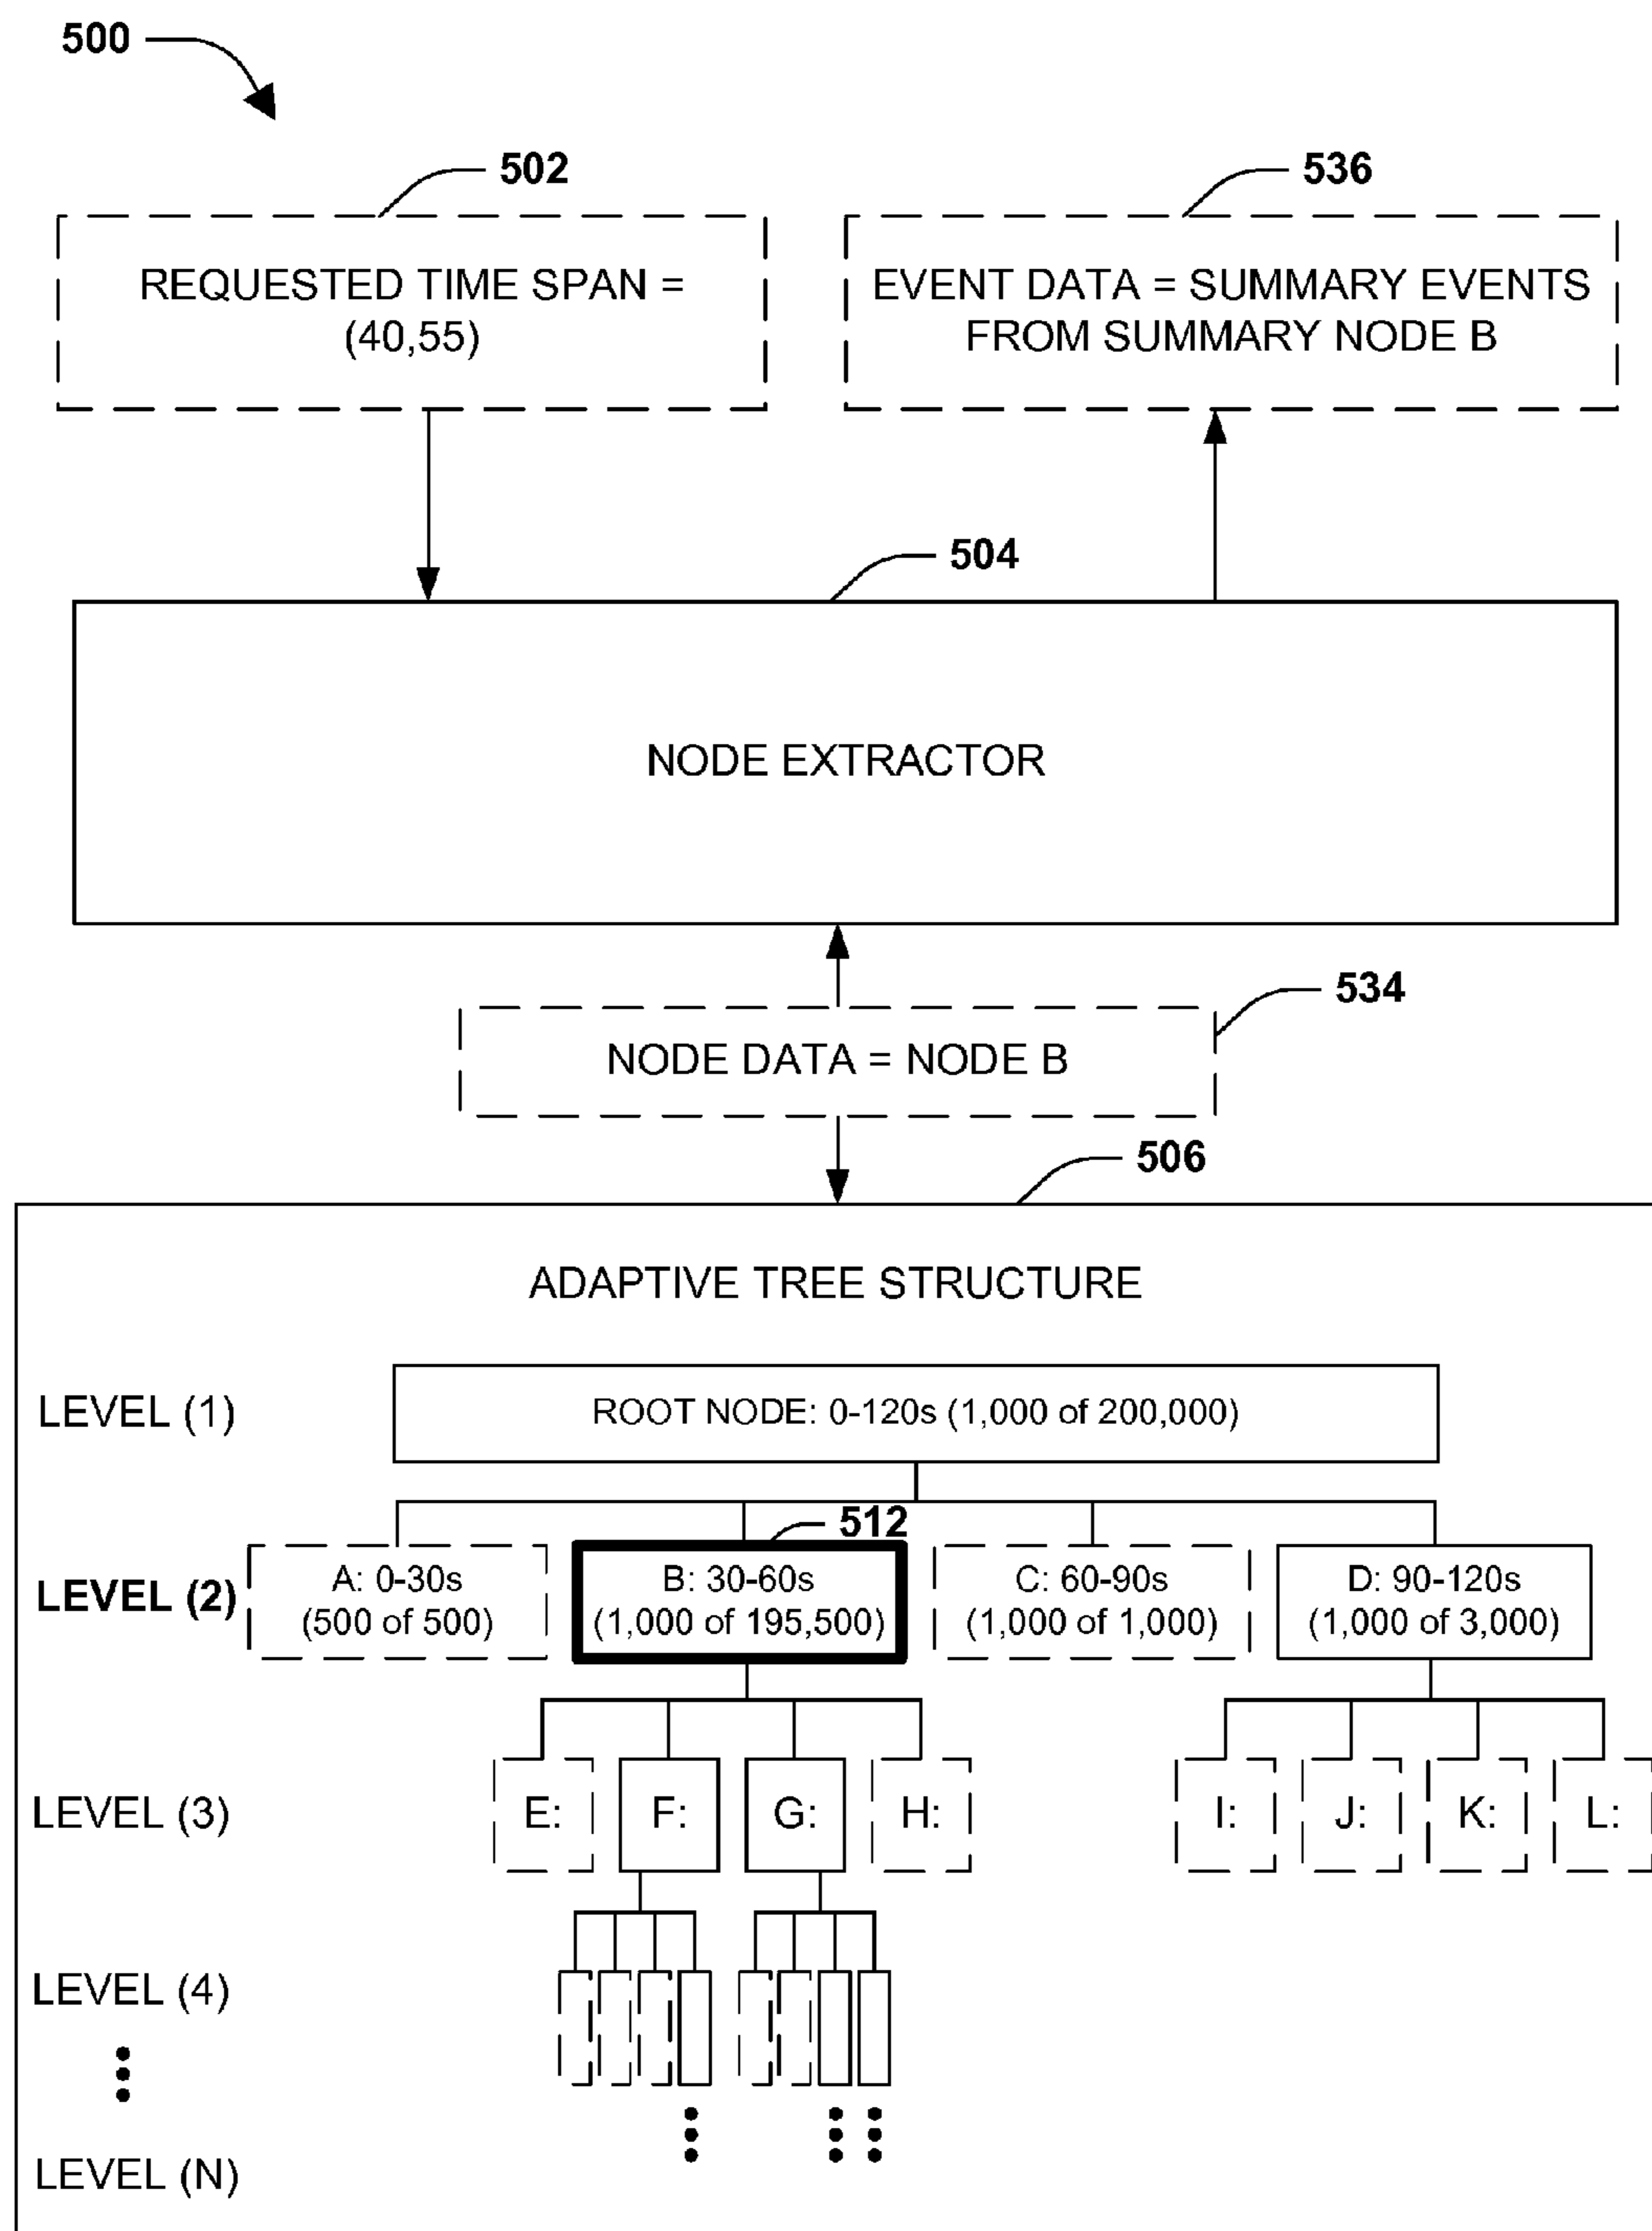 500
502
536
REQUESTED TIME SPAN =
(40,55)
EVENT DATA = SUMMARY EVENTS
FROM SUMMARY NODE B
504
NODE EXTRACTOR
534
NODE DATA = NODE B
506
ADAPTIVE TREE STRUCTURE
LEVEL (1)
ROOT NODE: 0-120s (1,000 of 200,000)
512
LEVEL (2)
A: 0-30s
(500 of 500)
B: 30-60s
(1,000 of 195,500)
C: 60-90s
(1,000 of 1,000)
D: 90-120s
(1,000 of 3,000)
LEVEL (3)
E:
F:
G:
H:
I:
J:
K:
L:
LEVEL (4)
LEVEL (N)